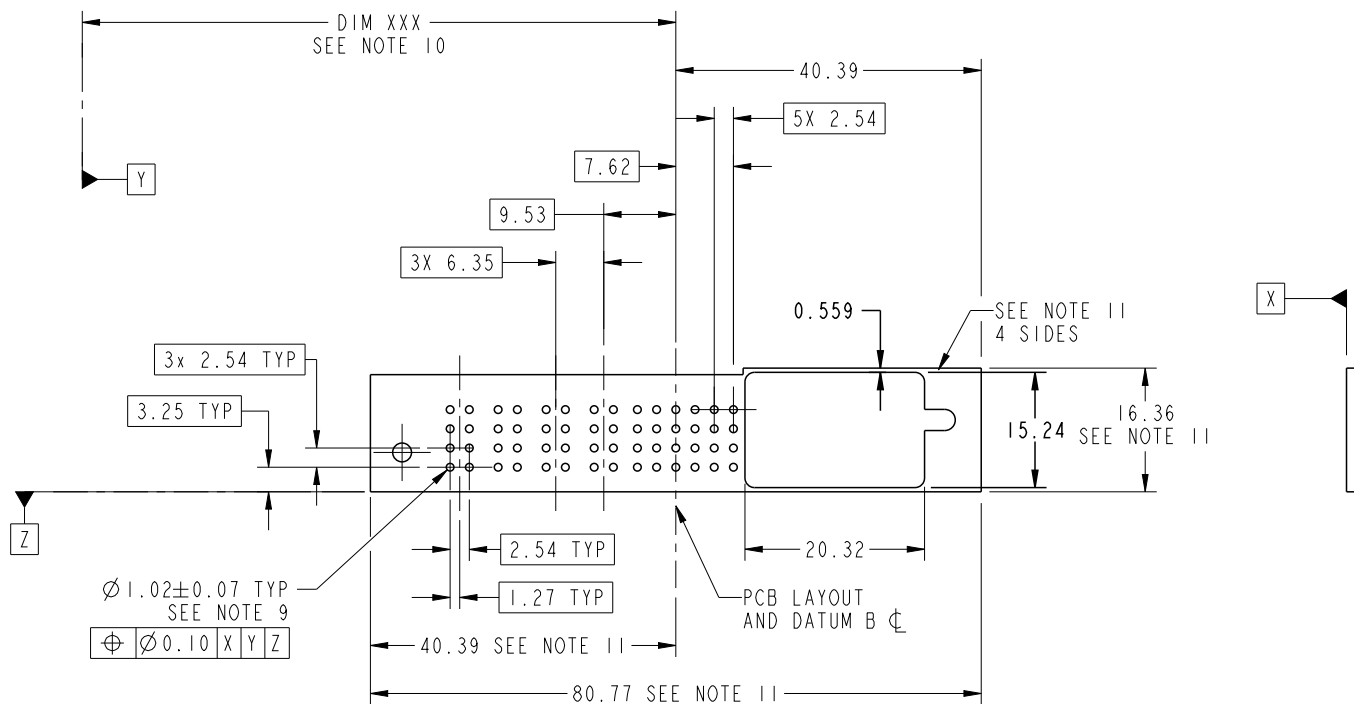 DIM XXX
SEE NOTE 10
40.39
5X 2.54
7.62
Y
9.53
3X 6.35
X
0.559
SEE NOTE 11
4 SIDES
3x 2.54 TYP
3.25 TYP
15.24
16.36
SEE NOTE 11
Z
2.54 TYP
20.32
Ø1.02±0.07 TYP
SEE NOTE 9
1.27 TYP
PCB LAYOUT
AND DATUM B ℄
⌖ Ø0.10 X Y Z
40.39 SEE NOTE 11
80.77 SEE NOTE 11